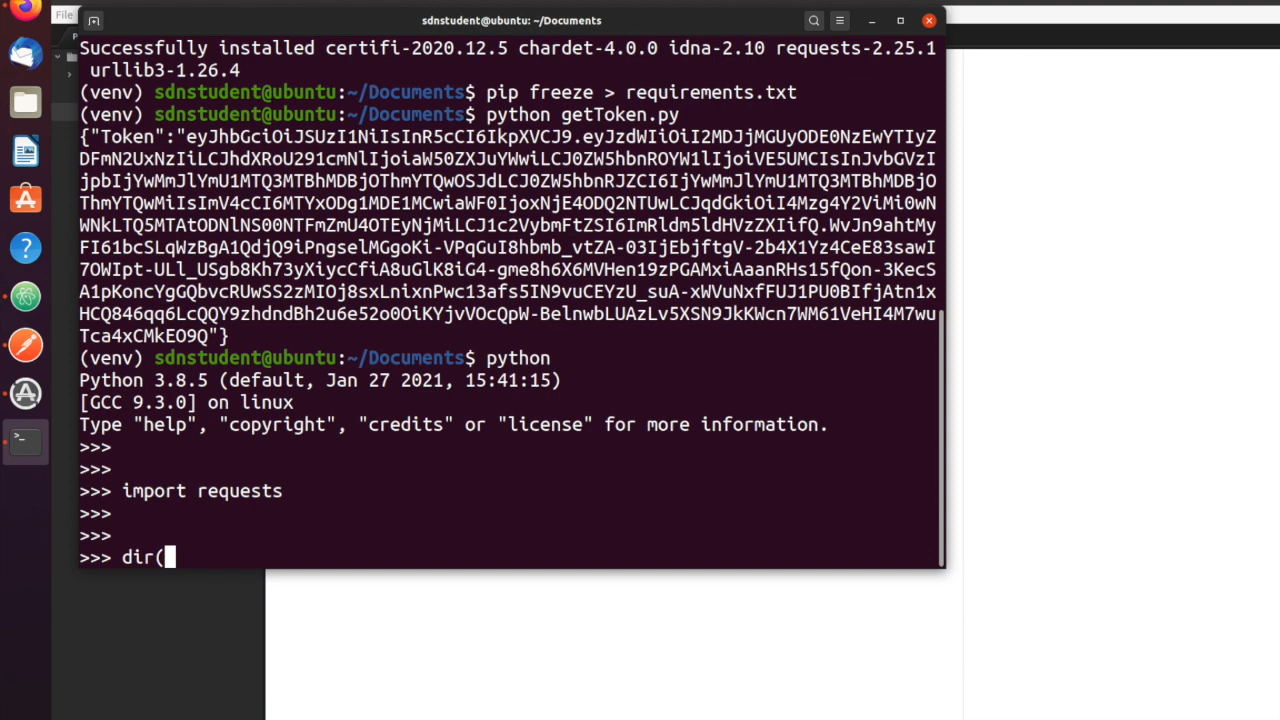 File
sdnstudent@ubuntu: ~/Documents
Successfully installed certifi-2020.12.5 chardet-4.0.0 idna-2.10 requests-2.25.1
urllib3-1.26.4
(venv) sdnstudent@ubuntu:~/Documents$ pip freeze > requirements.txt
(venv) sdnstudent@ubuntu:~/Documents$ python getToken.py
{"Token":"eyJhbGciOiJSUzI1NiIsInR5cCI6IkpXVCJ9.eyJzdWIiOiI2MDJjMGUyODE0NzEwYTIyZ
DFmN2UxNzIiLCJhdXRoU291cmNlIjoiaW50ZXJuYWwiLCJ0ZW5hbnROYW1lIjoiVE5UMCIsInJvbGVzI
jpbIjYwMmJlYmU1MTQ3MTBhMDBjOThmYTQwOSJdLCJ0ZW5hbnRJZCI6IjYwMmJlYmU1MTQ3MTBhMDBjO
ThmYTQwMiIsImV4cCI6MTYxODg1MDE1MCwiaWF0IjoxNjE4ODQ2NTUwLCJqdGkiOiI4Mzg4Y2ViMi0wN
WNkLTQ5MTAtODNlNS00NTFmZmU4OTEyNjMiLCJ1c2VybmFtZSI6ImRldm5ldHVzZXIifQ.WvJn9ahtMy
FI61bcSLqWzBgA1QdjQ9iPngselMGgoKi-VPqGuI8hbmb_vtZA-03IjEbjftgV-2b4X1Yz4CeE83sawI
7OWIpt-ULl_USgb8Kh73yXiycCfiA8uGlK8iG4-gme8h6X6MVHen19zPGAMxiAaanRHs15fQon-3KecS
A1pKoncYgGQbvcRUwSS2zMIOj8sxLnixnPwc13afs5IN9vuCEYzU_suA-xWVuNxfFUJ1PU0BIfjAtn1x
HCQ846qq6LcQQY9zhdndBh2u6e52o0OiKYjvVOcQpW-BelnwbLUAzLv5XSN9JkKWcn7WM61VeHI4M7wu
Tca4xCMkEO9Q"}
(venv) sdnstudent@ubuntu:~/Documents$ python
Python 3.8.5 (default, Jan 27 2021, 15:41:15)
[GCC 9.3.0] on linux
Type "help", "copyright", "credits" or "license" for more information.
>>>
>>>
>>> import requests
>>>
>>>
>>> dir(